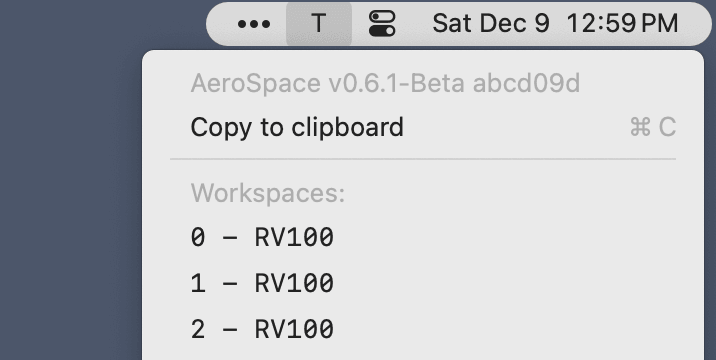 ••• T Sat Dec 9 12:59 PM
AeroSpace v0.6.1-Beta abcd09d
Copy to clipboard ⌘ C
Workspaces:
0 – RV100
1 – RV100
2 – RV100